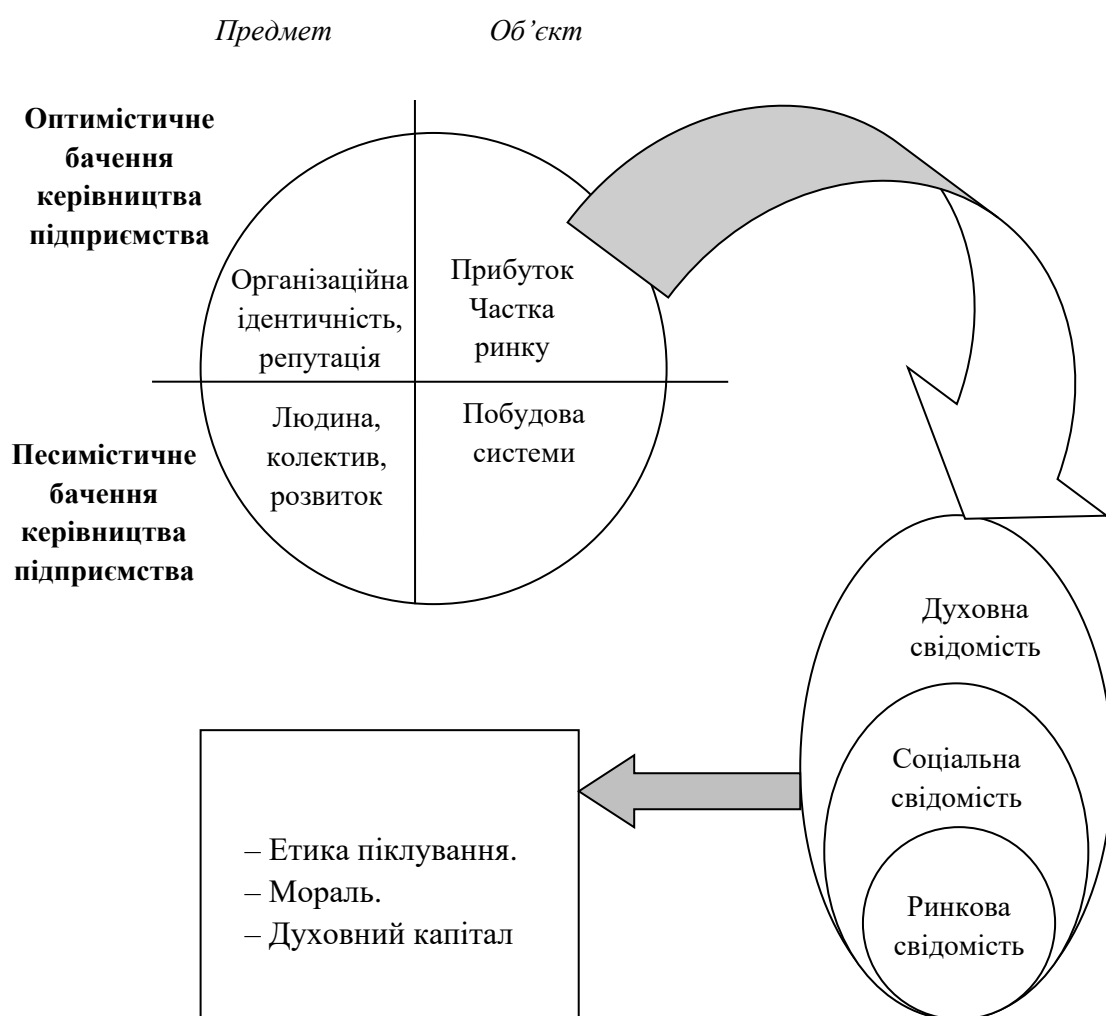 Предмет
Об’єкт
Оптимістичне
бачення
керівництва
підприємства
Організаційна
ідентичність,
репутація
Прибуток
Частка
ринку
Песимістичне
бачення
керівництва
підприємства
Людина,
колектив,
розвиток
Побудова
системи
Духовна
свідомість
Соціальна
свідомість
Ринкова
свідомість
– Етика піклування.
– Мораль.
– Духовний капітал